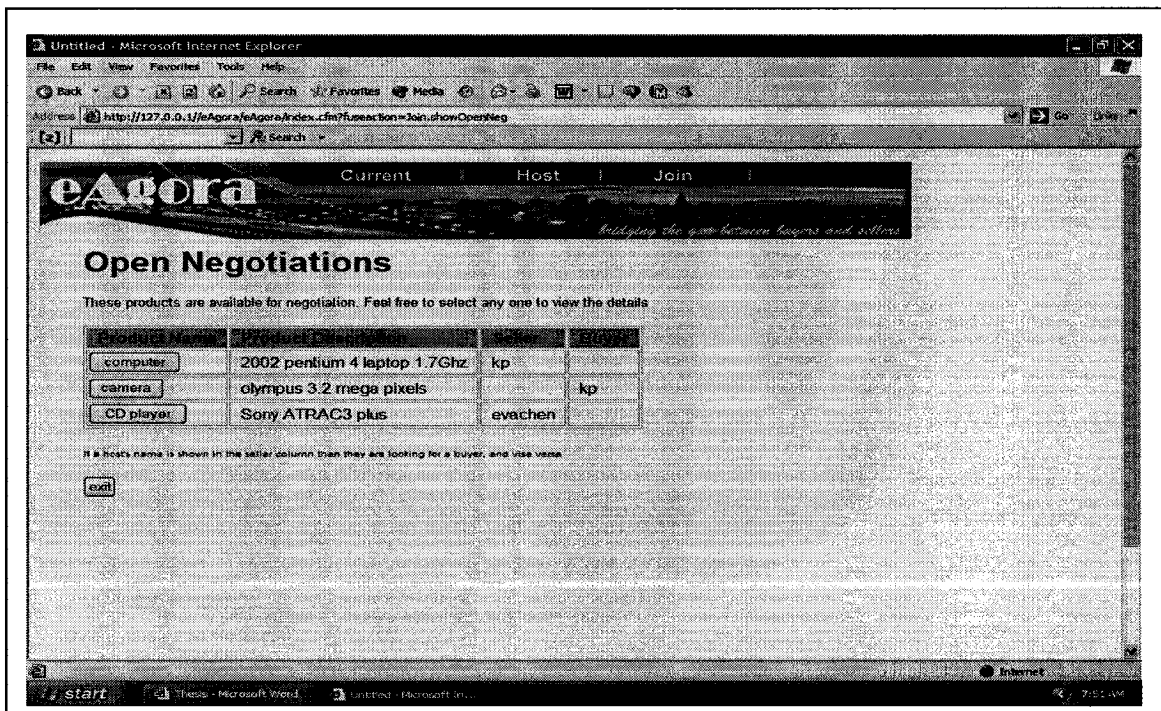 Untitled - Microsoft Internet Explorer
File Edit View Favorites Tools Help
Back Search Favorites Media
Address http://127.0.0.1//eAgora/eAgora/index.cfm?fuseaction=Join.showOpenNeg Go Links
Search
eAgora Current | Host | Join |
bridging the gap between buyers and sellers
Open Negotiations
These products are available for negotiation. Feel free to select any one to view the details
Product Name Product Description Seller Buyer
computer 2002 pentium 4 laptop 1.7Ghz kp
camera olympus 3.2 mega pixels kp
CD player Sony ATRAC3 plus evachen
If a hosts name is shown in the seller column then they are looking for a buyer, and vise versa
exit
Internet
start Thesis - Microsoft Word Untitled - Microsoft In... 7:51 AM